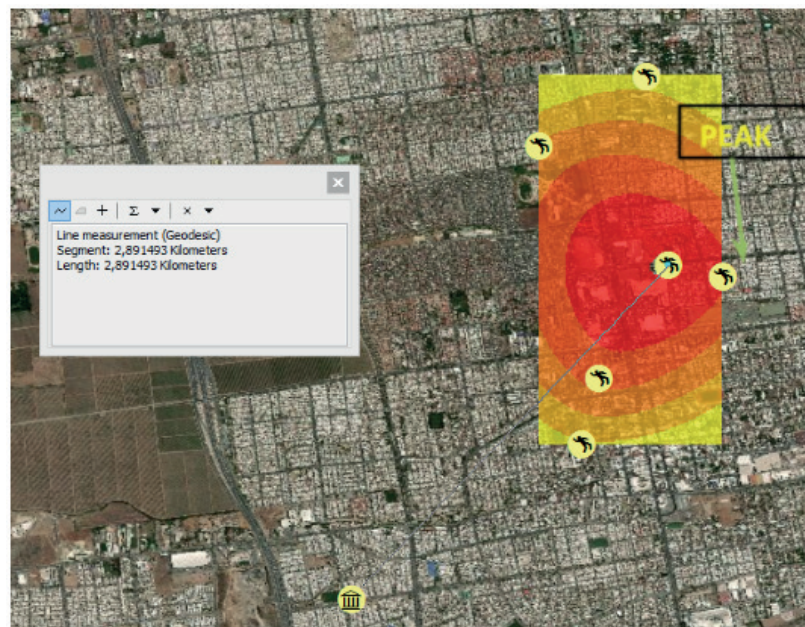 PEAK
Line measurement (Geodesic)
Segment: 2,891493 Kilometers
Length: 2,891493 Kilometers